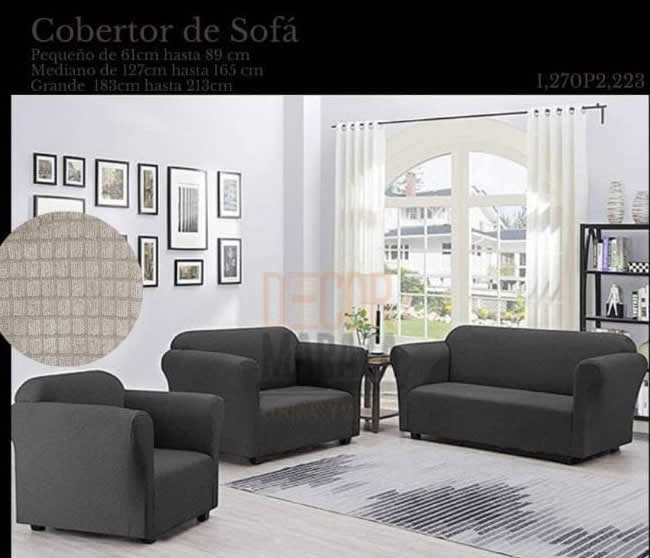 Cobertor de Sofá
Pequeño de 61cm hasta 89 cm
Mediano de 127cm hasta 165 cm
Grande 183cm hasta 213cm
1,270P2,223
DECOR